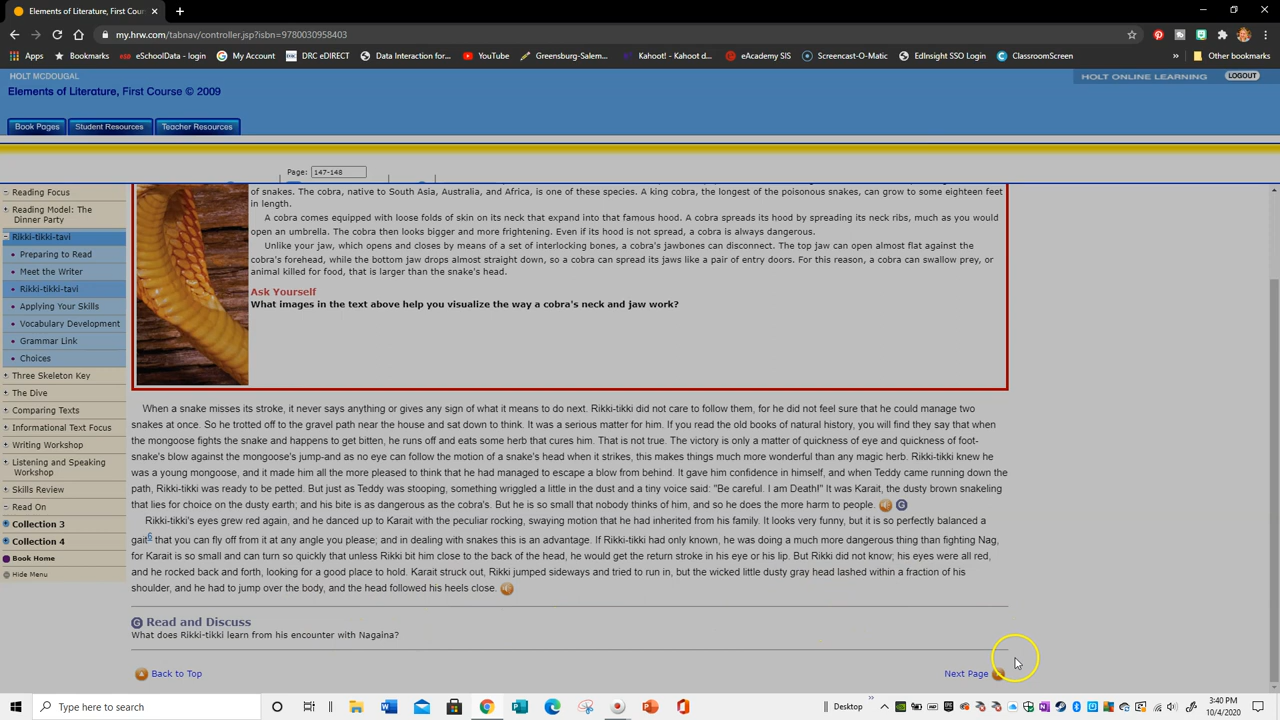 Elements of Literature, First Cou
my.hrw.com/tabnav/controller.jsp?isbn=9780030958403
Apps
Bookmarks
eSchoolData - login
My Account
DRC eDIRECT
Data Interaction for...
YouTube
Greensburg-Salem...
Kahoot! - Kahoot d...
eAcademy SIS
Screencast-O-Matic
EdInsight SSO Login
ClassroomScreen
»
Other bookmarks
HOLT MCDOUGAL
HOLT ONLINE LEARNING
LOGOUT
Elements of Literature, First Course © 2009
Book Pages
Student Resources
Teacher Resources
Page: 147-148
Reading Focus
Reading Model: The
Dinner Party
Rikki-tikki-tavi
Preparing to Read
Meet the Writer
Rikki-tikki-tavi
Applying Your Skills
Vocabulary Development
Grammar Link
Choices
Three Skeleton Key
The Dive
Comparing Texts
Informational Text Focus
Writing Workshop
Listening and Speaking
Workshop
Skills Review
Read On
Collection 3
Collection 4
Book Home
Hide Menu
of snakes. The cobra, native to South Asia, Australia, and Africa, is one of these species. A king cobra, the longest of the poisonous snakes, can grow to some eighteen feet
in length.
A cobra comes equipped with loose folds of skin on its neck that expand into that famous hood. A cobra spreads its hood by spreading its neck ribs, much as you would
open an umbrella. The cobra then looks bigger and more frightening. Even if its hood is not spread, a cobra is always dangerous.
Unlike your jaw, which opens and closes by means of a set of interlocking bones, a cobra's jawbones can disconnect. The top jaw can open almost flat against the
cobra's forehead, while the bottom jaw drops almost straight down, so a cobra can spread its jaws like a pair of entry doors. For this reason, a cobra can swallow prey, or
animal killed for food, that is larger than the snake's head.
Ask Yourself
What images in the text above help you visualize the way a cobra's neck and jaw work?
When a snake misses its stroke, it never says anything or gives any sign of what it means to do next. Rikki-tikki did not care to follow them, for he did not feel sure that he could manage two
snakes at once. So he trotted off to the gravel path near the house and sat down to think. It was a serious matter for him. If you read the old books of natural history, you will find they say that when
the mongoose fights the snake and happens to get bitten, he runs off and eats some herb that cures him. That is not true. The victory is only a matter of quickness of eye and quickness of foot-
snake's blow against the mongoose's jump-and as no eye can follow the motion of a snake's head when it strikes, this makes things much more wonderful than any magic herb. Rikki-tikki knew he
was a young mongoose, and it made him all the more pleased to think that he had managed to escape a blow from behind. It gave him confidence in himself, and when Teddy came running down the
path, Rikki-tikki was ready to be petted. But just as Teddy was stooping, something wriggled a little in the dust and a tiny voice said: "Be careful. I am Death!" It was Karait, the dusty brown snakeling
that lies for choice on the dusty earth; and his bite is as dangerous as the cobra's. But he is so small that nobody thinks of him, and so he does the more harm to people. G
Rikki-tikki's eyes grew red again, and he danced up to Karait with the peculiar rocking, swaying motion that he had inherited from his family. It looks very funny, but it is so perfectly balanced a
gait6 that you can fly off from it at any angle you please; and in dealing with snakes this is an advantage. If Rikki-tikki had only known, he was doing a much more dangerous thing than fighting Nag,
for Karait is so small and can turn so quickly that unless Rikki bit him close to the back of the head, he would get the return stroke in his eye or his lip. But Rikki did not know; his eyes were all red,
and he rocked back and forth, looking for a good place to hold. Karait struck out, Rikki jumped sideways and tried to run in, but the wicked little dusty gray head lashed within a fraction of his
shoulder, and he had to jump over the body, and the head followed his heels close.
G Read and Discuss
What does Rikki-tikki learn from his encounter with Nagaina?
Back to Top
Next Page
Type here to search
Desktop
»
3:40 PM
10/4/2020